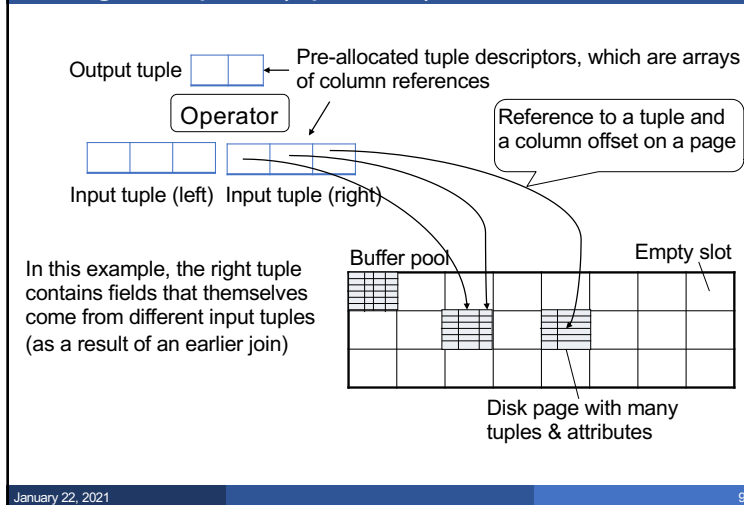 Output tuple
Pre-allocated tuple descriptors, which are arrays
of column references
Operator
Reference to a tuple and
a column offset on a page
Input tuple (left)
Input tuple (right)
In this example, the right tuple
contains fields that themselves
come from different input tuples
(as a result of an earlier join)
Buffer pool
Empty slot
Disk page with many
tuples & attributes
January 22, 2021
9